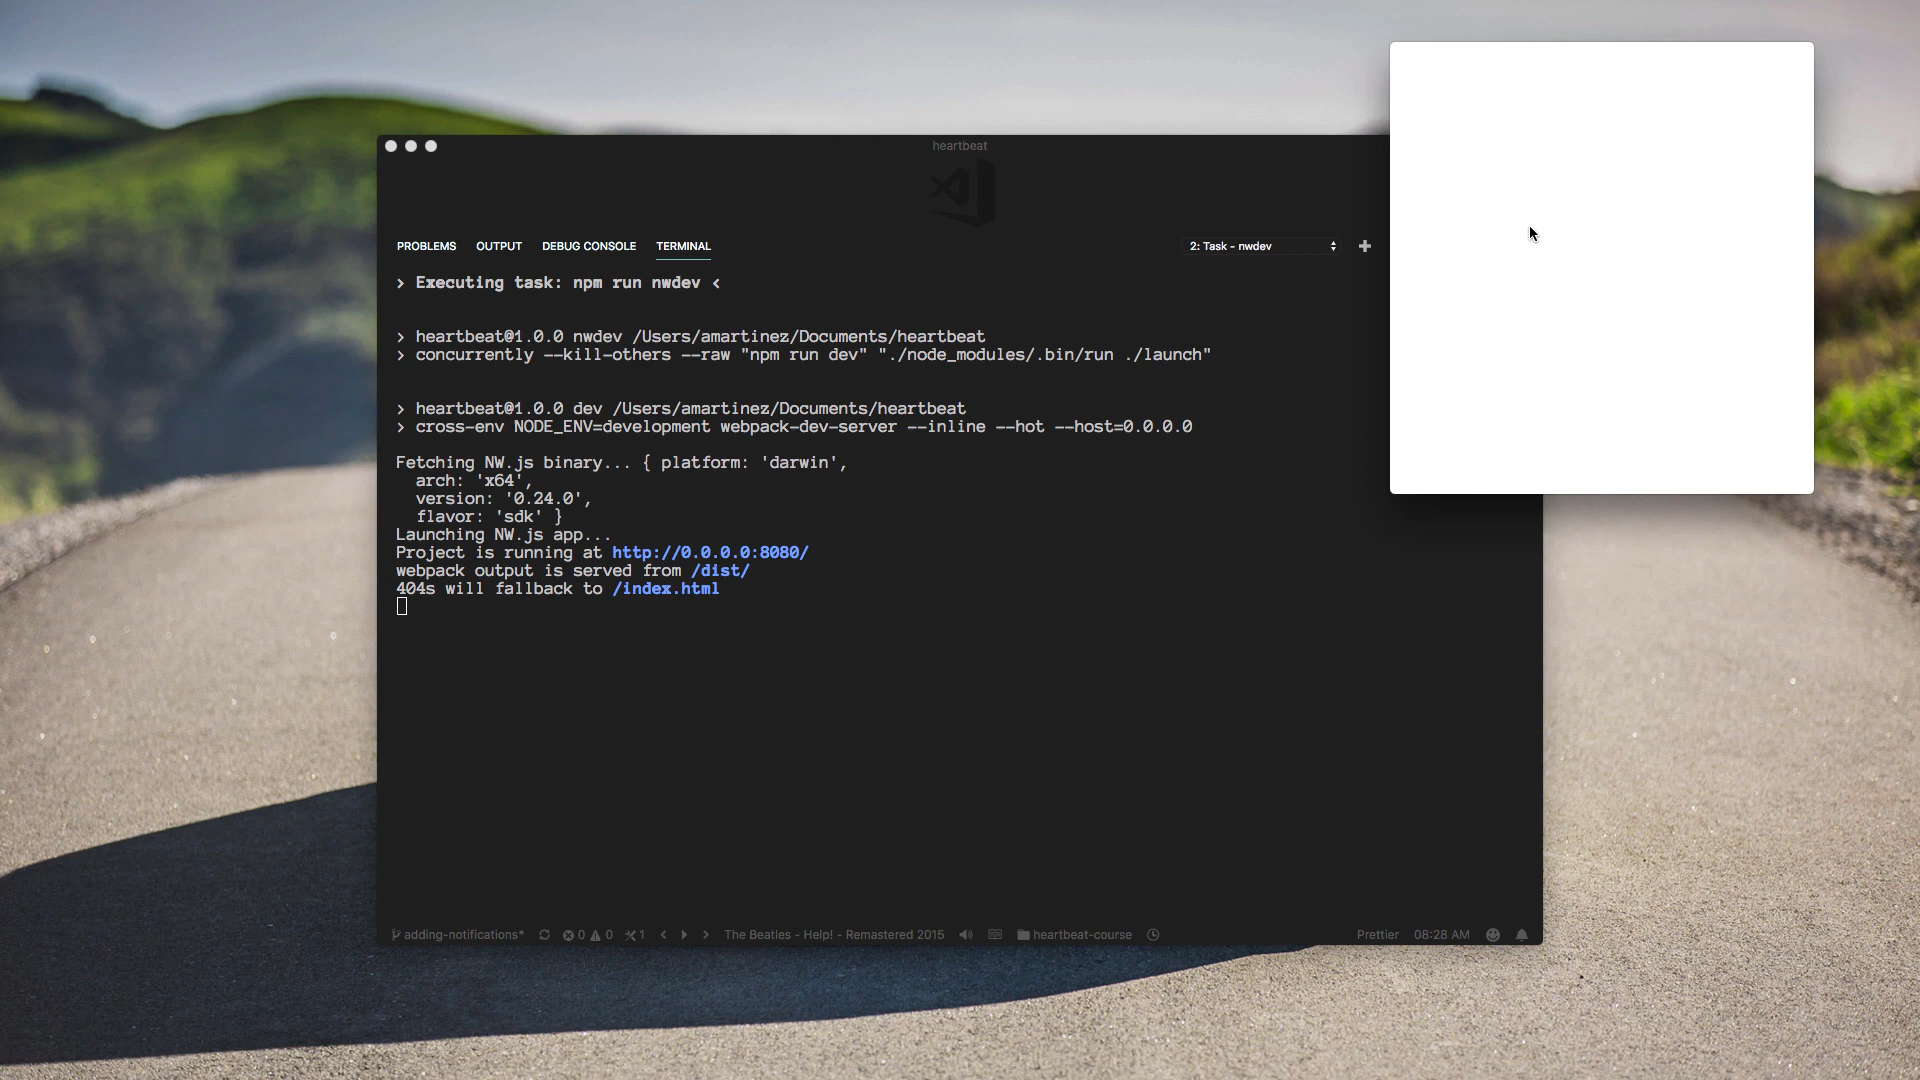 heartbeat
PROBLEMS OUTPUT DEBUG CONSOLE TERMINAL 2: Task - nwdev
> Executing task: npm run nwdev <
> heartbeat@1.0.0 nwdev /Users/amartinez/Documents/heartbeat
> concurrently --kill-others --raw "npm run dev" "./node_modules/.bin/run ./launch"
> heartbeat@1.0.0 dev /Users/amartinez/Documents/heartbeat
> cross-env NODE_ENV=development webpack-dev-server --inline --hot --host=0.0.0.0
Fetching NW.js binary... { platform: 'darwin',
arch: 'x64',
version: '0.24.0',
flavor: 'sdk' }
Launching NW.js app...
Project is running at http://0.0.0.0:8080/
webpack output is served from /dist/
404s will fallback to /index.html
adding-notifications* 0 0 1 The Beatles - Help! - Remastered 2015 heartbeat-course Prettier 08:28 AM